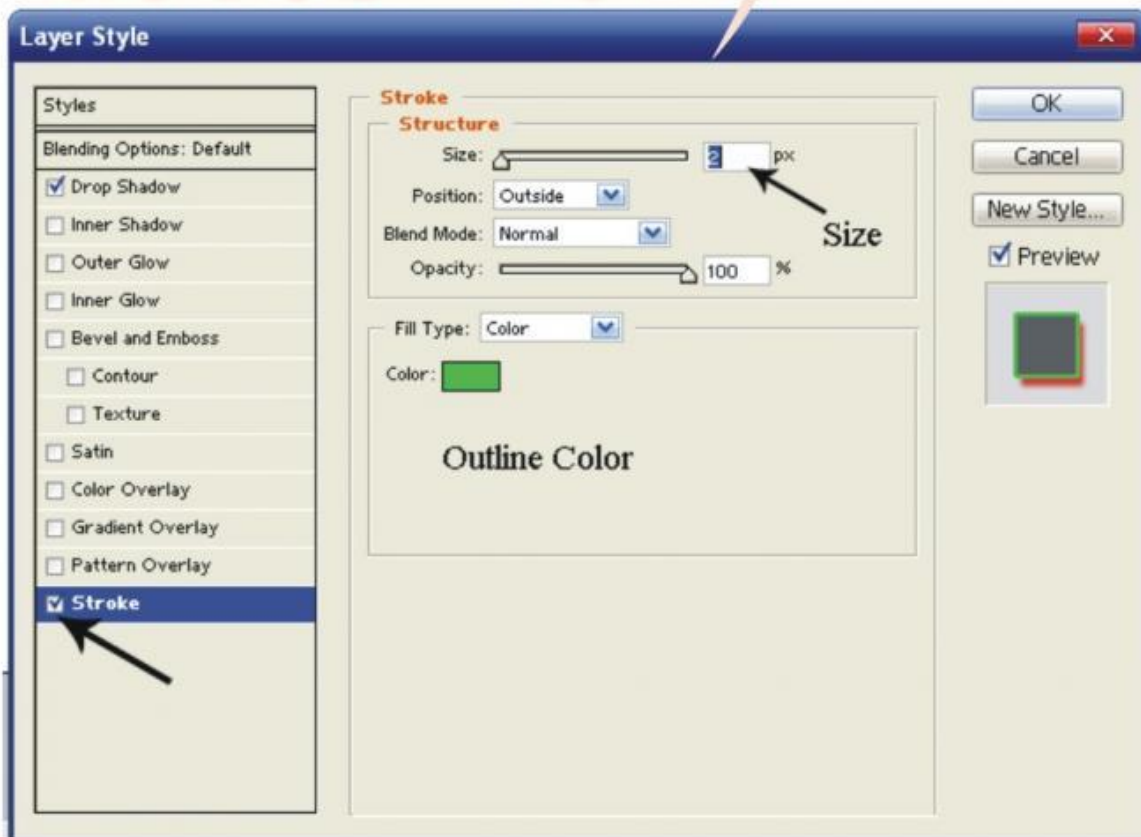 Layer Style
Styles
Blending Options: Default
Drop Shadow
Inner Shadow
Outer Glow
Inner Glow
Bevel and Emboss
Contour
Texture
Satin
Color Overlay
Gradient Overlay
Pattern Overlay
Stroke
Stroke
Structure
Size: 2 px
Position: Outside
Blend Mode: Normal
Opacity: 100 %
Size
Fill Type: Color
Color:
Outline Color
OK
Cancel
New Style...
Preview